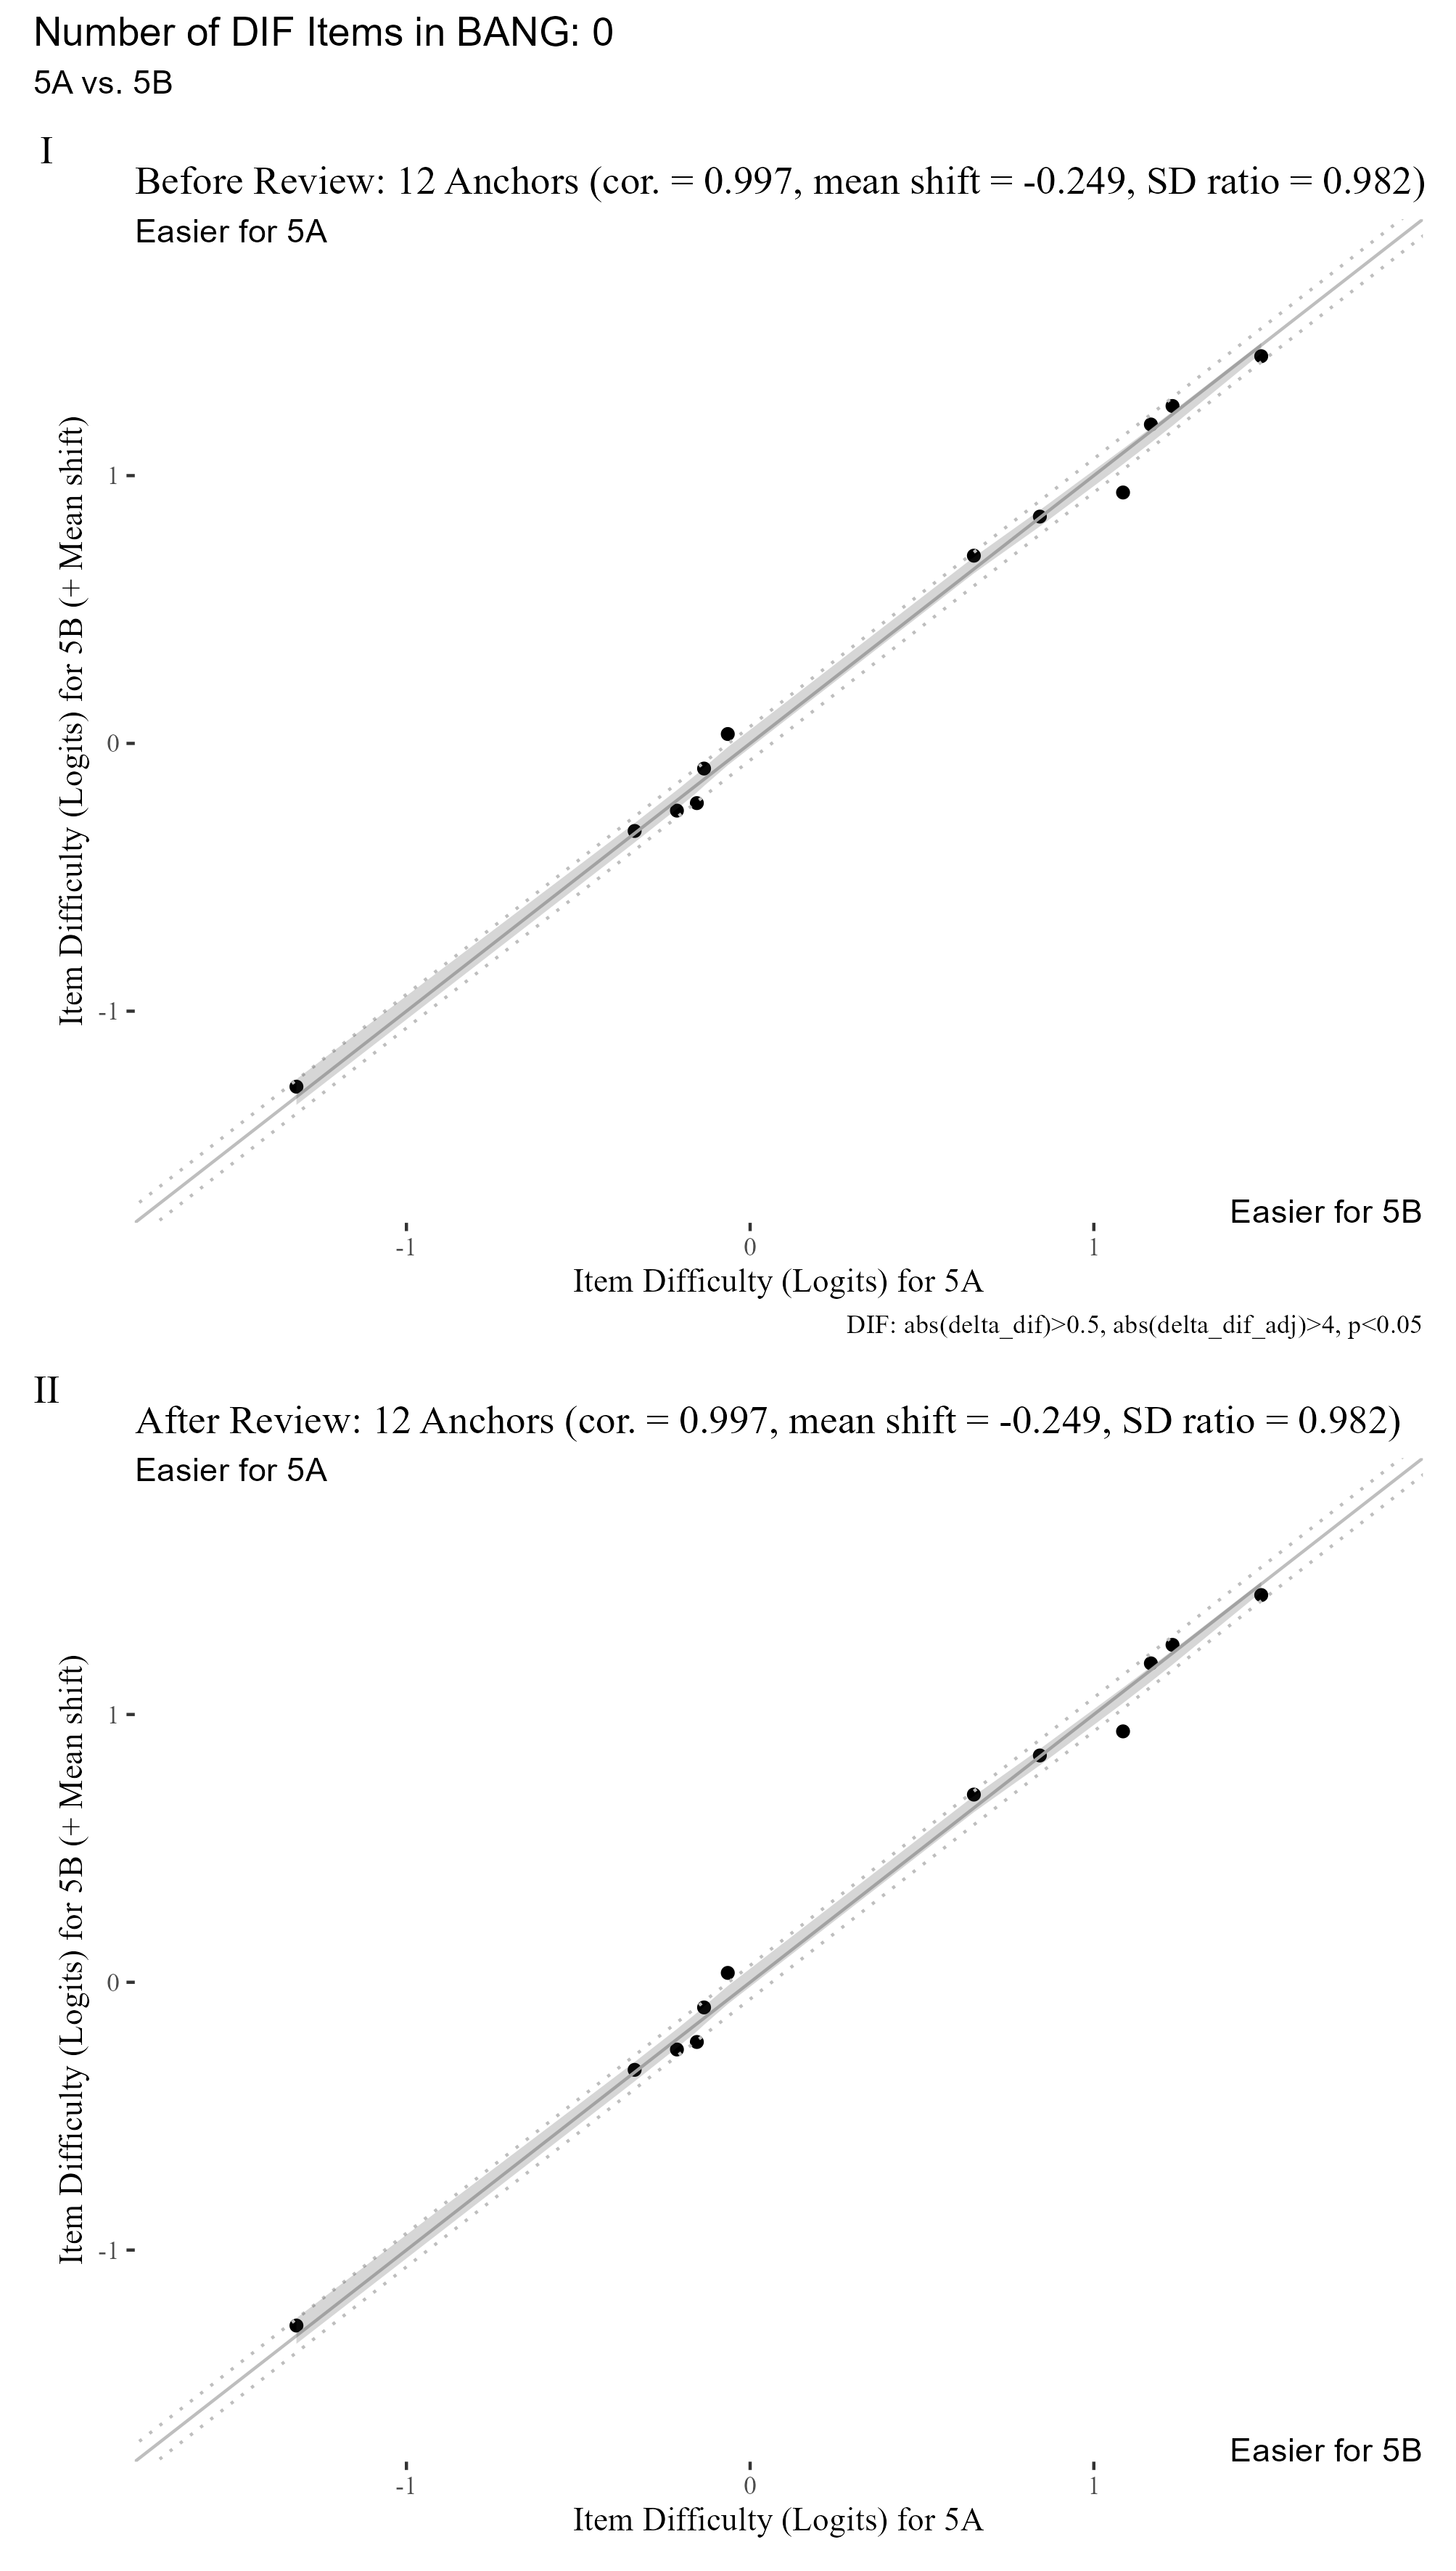 Number of DIF Items in BANG: 0
5A vs. 5B
I
Before Review: 12 Anchors (cor. = 0.997, mean shift = -0.249, SD ratio = 0.982)
Easier for 5A
Item Difficulty (Logits) for 5B (+ Mean shift)
1
0
-1
Easier for 5B
-1
0
1
Item Difficulty (Logits) for 5A
DIF: abs(delta_dif)>0.5, abs(delta_dif_adj)>4, p<0.05
II
After Review: 12 Anchors (cor. = 0.997, mean shift = -0.249, SD ratio = 0.982)
Easier for 5A
Item Difficulty (Logits) for 5B (+ Mean shift)
1
0
-1
Easier for 5B
-1
0
1
Item Difficulty (Logits) for 5A